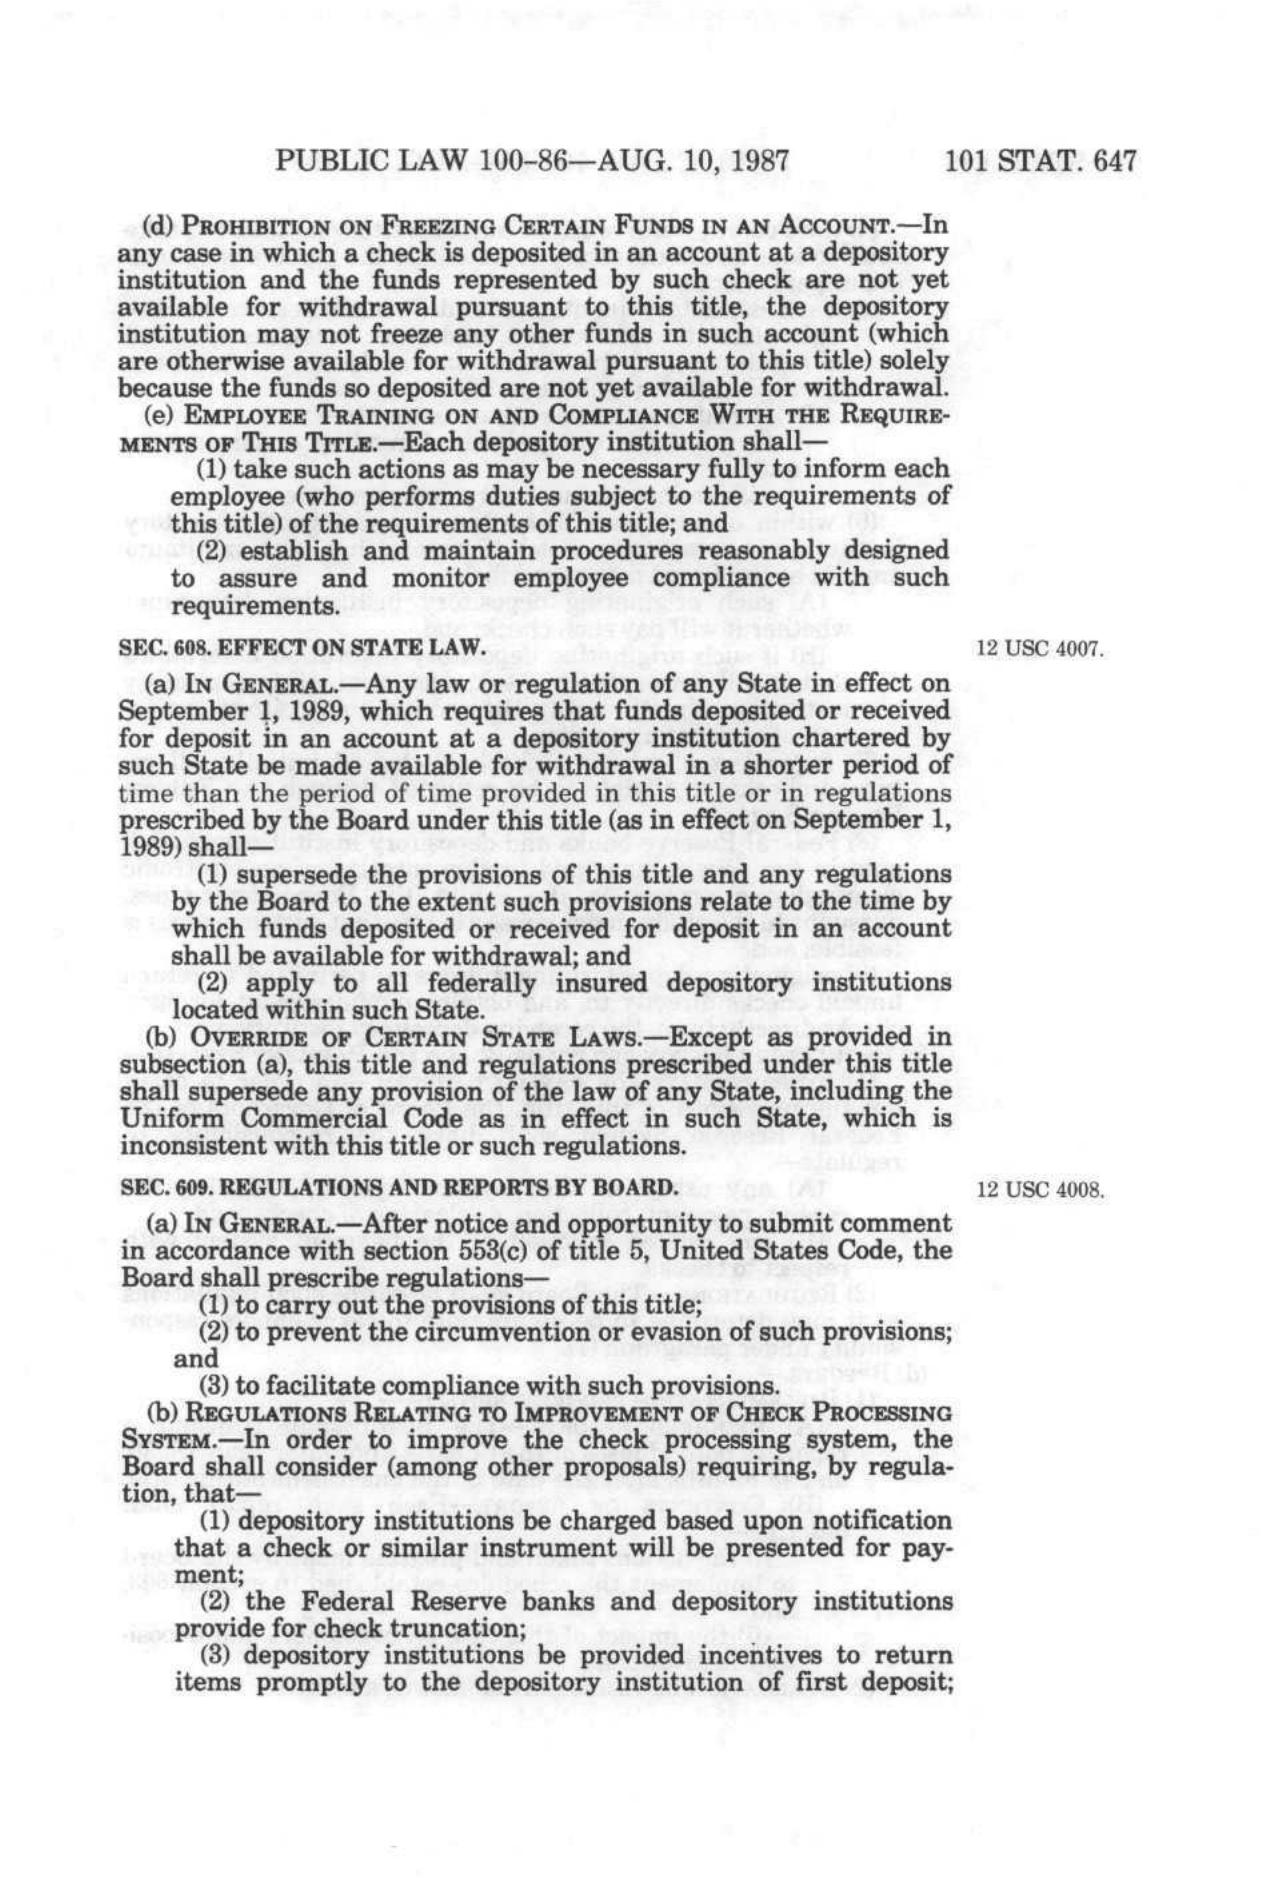 PUBLIC LAW 100-86—AUG. 10, 1987 101 STAT. 647
(d) PROHIBITION ON FREEZING CERTAIN FUNDS IN AN ACCOUNT.—In
any case in which a check is deposited in an account at a depository
institution and the funds represented by such check are not yet
available for withdrawal pursuant to this title, the depository
institution may not freeze any other funds in such account (which
are otherwise available for withdrawal pursuant to this title) solely
because the funds so deposited are not yet available for withdrawal.
(e) EMPLOYEE TRAINING ON AND COMPLIANCE WITH THE REQUIRE-
MENTS OF THIS TITLE.—Each depository institution shall—
(1) take such actions as may be necessary fully to inform each
employee (who performs duties subject to the requirements of
this title) of the requirements of this title; and
(2) establish and maintain procedures reasonably designed
to assure and monitor employee compliance with such
requirements.
SEC. 608. EFFECT ON STATE LAW. 12 USC 4007.
(a) IN GENERAL.—Any law or regulation of any State in effect on
September 1, 1989, which requires that funds deposited or received
for deposit in an account at a depository institution chartered by
such State be made available for withdrawal in a shorter period of
time than the period of time provided in this title or in regulations
prescribed by the Board under this title (as in effect on September 1,
1989) shall—
(1) supersede the provisions of this title and any regulations
by the Board to the extent such provisions relate to the time by
which funds deposited or received for deposit in an account
shall be available for withdrawal; and
(2) apply to all federally insured depository institutions
located within such State.
(b) OVERRIDE OF CERTAIN STATE LAWS.—Except as provided in
subsection (a), this title and regulations prescribed under this title
shall supersede any provision of the law of any State, including the
Uniform Commercial Code as in effect in such State, which is
inconsistent with this title or such regulations.
SEC. 609. REGULATIONS AND REPORTS BY BOARD. 12 USC 4008.
(a) IN GENERAL.—After notice and opportunity to submit comment
in accordance with section 553(c) of title 5, United States Code, the
Board shall prescribe regulations—
(1) to carry out the provisions of this title;
(2) to prevent the circumvention or evasion of such provisions;
and
(3) to facilitate compliance with such provisions.
(b) REGULATIONS RELATING TO IMPROVEMENT OF CHECK PROCESSING
SYSTEM.—In order to improve the check processing system, the
Board shall consider (among other proposals) requiring, by regula-
tion, that—
(1) depository institutions be charged based upon notification
that a check or similar instrument will be presented for pay-
ment;
(2) the Federal Reserve banks and depository institutions
provide for check truncation;
(3) depository institutions be provided incentives to return
items promptly to the depository institution of first deposit;